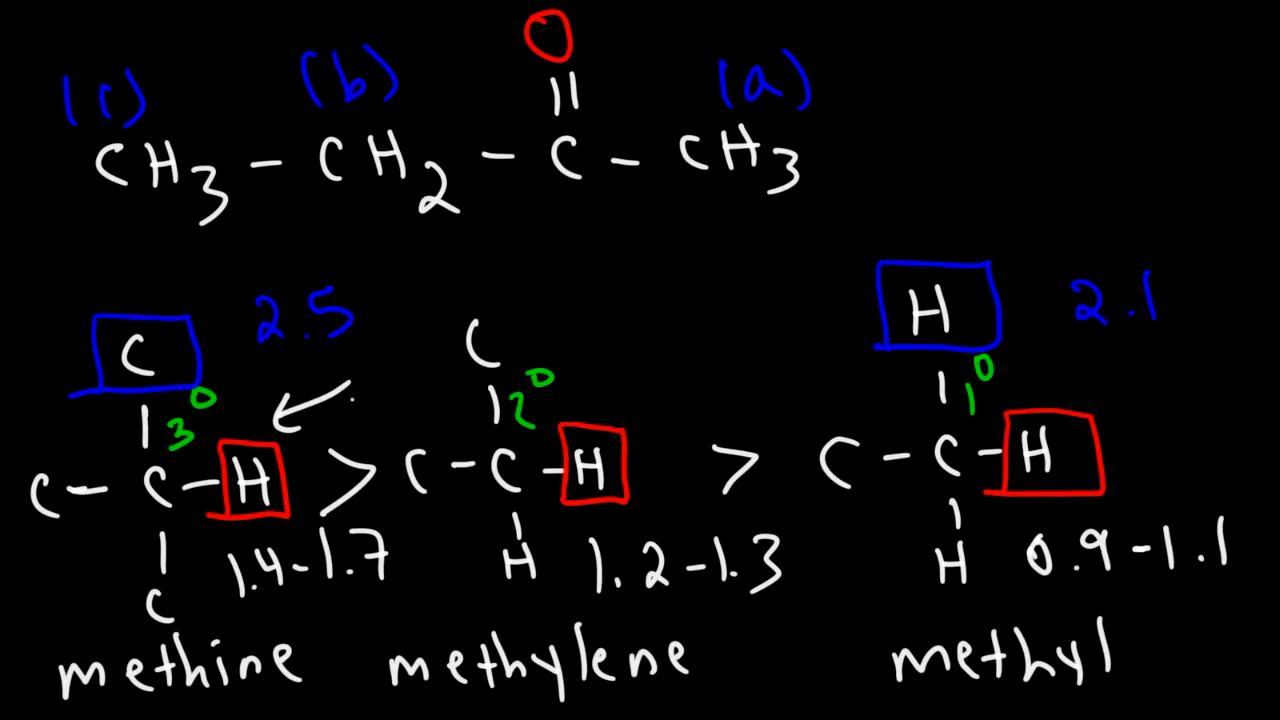 O
(c) (b) || (a)
CH3 - CH2 - C - CH3
H 2.1
C 2.5 C
| 3° | 2° | 1°
C - C - H > C - C - H > C - C - H
| | |
C 1.4-1.7 H 1.2-1.3 H 0.9-1.1
methine methylene methyl